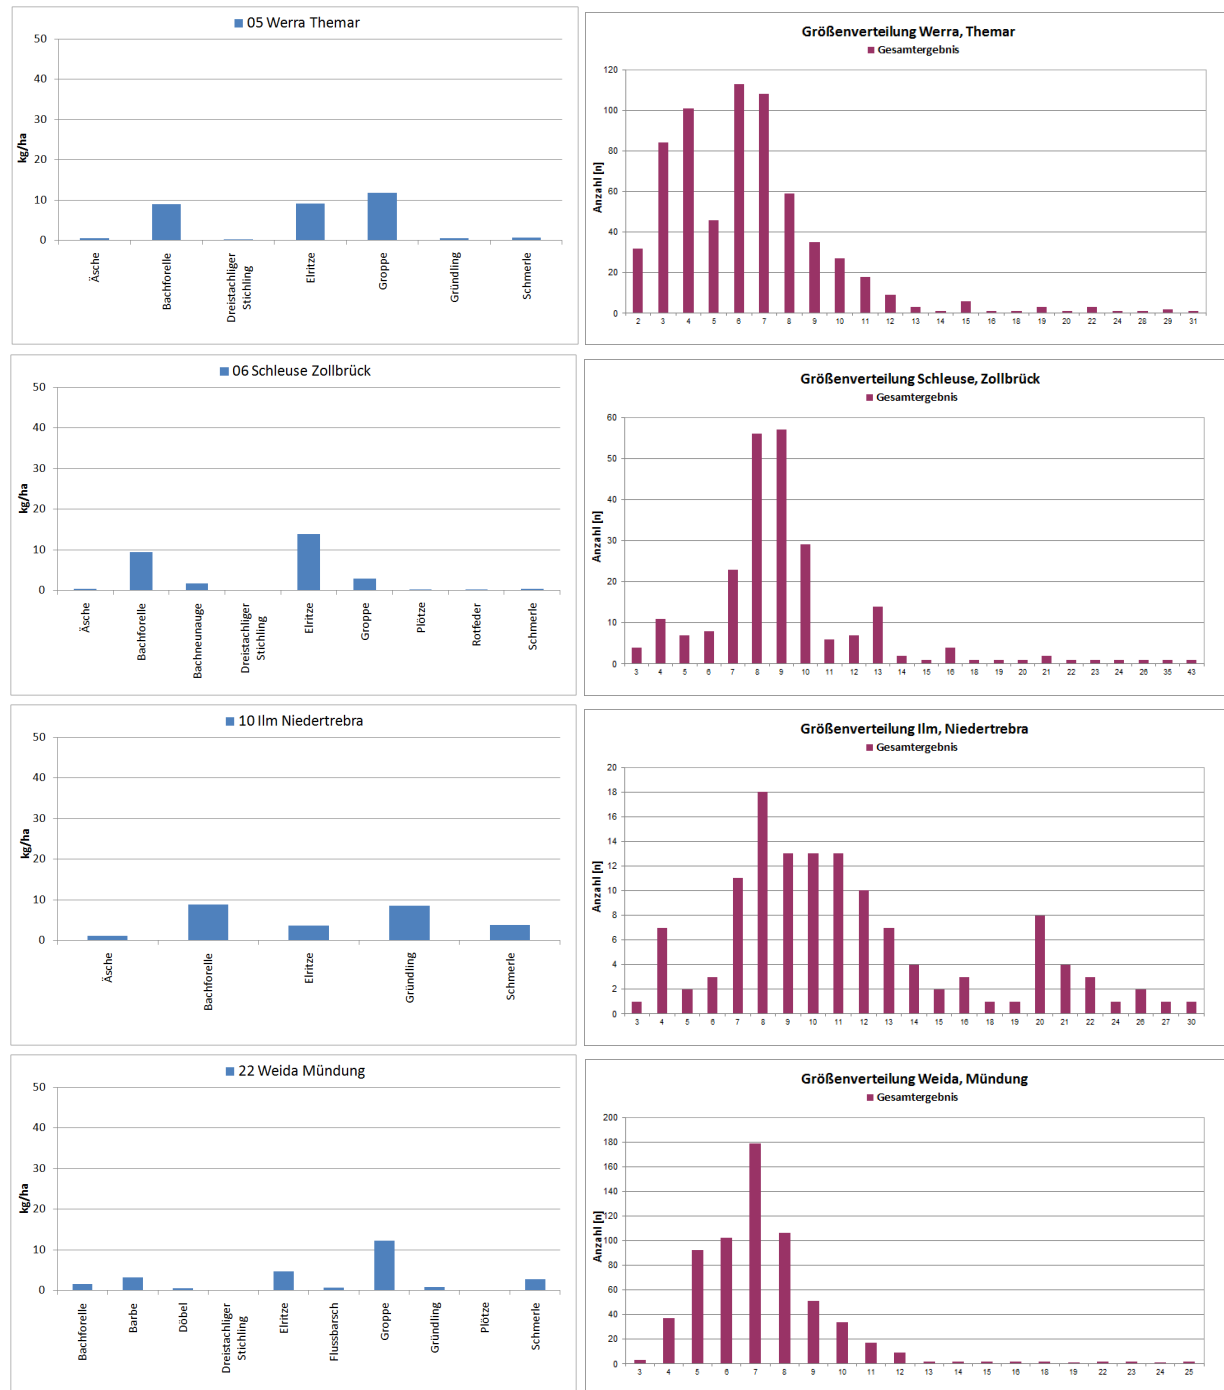 05 Werra Themar
50
40
30
20
10
0
kg/ha
Äsche
Bachforelle
Dreistachliger
Stichling
Elritze
Groppe
Gründling
Schmerle
Größenverteilung Werra, Themar
Gesamtergebnis
120
100
80
60
40
20
0
Anzahl [n]
2 3 4 5 6 7 8 9 10 11 12 13 14 15 16 18 19 20 22 24 28 29 31
06 Schleuse Zollbrück
50
40
30
20
10
0
kg/ha
Äsche
Bachforelle
Bachneunauge
Dreistachliger
Stichling
Elritze
Groppe
Plötze
Rotfeder
Schmerle
Größenverteilung Schleuse, Zollbrück
Gesamtergebnis
60
50
40
30
20
10
0
Anzahl [n]
3 4 5 6 7 8 9 10 11 12 13 14 15 16 18 19 20 21 22 23 24 26 35 43
10 Ilm Niedertrebra
50
40
30
20
10
0
kg/ha
Äsche
Bachforelle
Elritze
Gründling
Schmerle
Größenverteilung Ilm, Niedertrebra
Gesamtergebnis
20
18
16
14
12
10
8
6
4
2
0
Anzahl [n]
3 4 5 6 7 8 9 10 11 12 13 14 15 16 18 19 20 21 22 24 26 27 30
22 Weida Mündung
50
40
30
20
10
0
kg/ha
Bachforelle
Barbe
Döbel
Dreistachliger
Stichling
Elritze
Flussbarsch
Groppe
Gründling
Plötze
Schmerle
Größenverteilung Weida, Mündung
Gesamtergebnis
200
180
160
140
120
100
80
60
40
20
0
Anzahl [n]
3 4 5 6 7 8 9 10 11 12 13 14 15 16 18 19 22 23 24 25